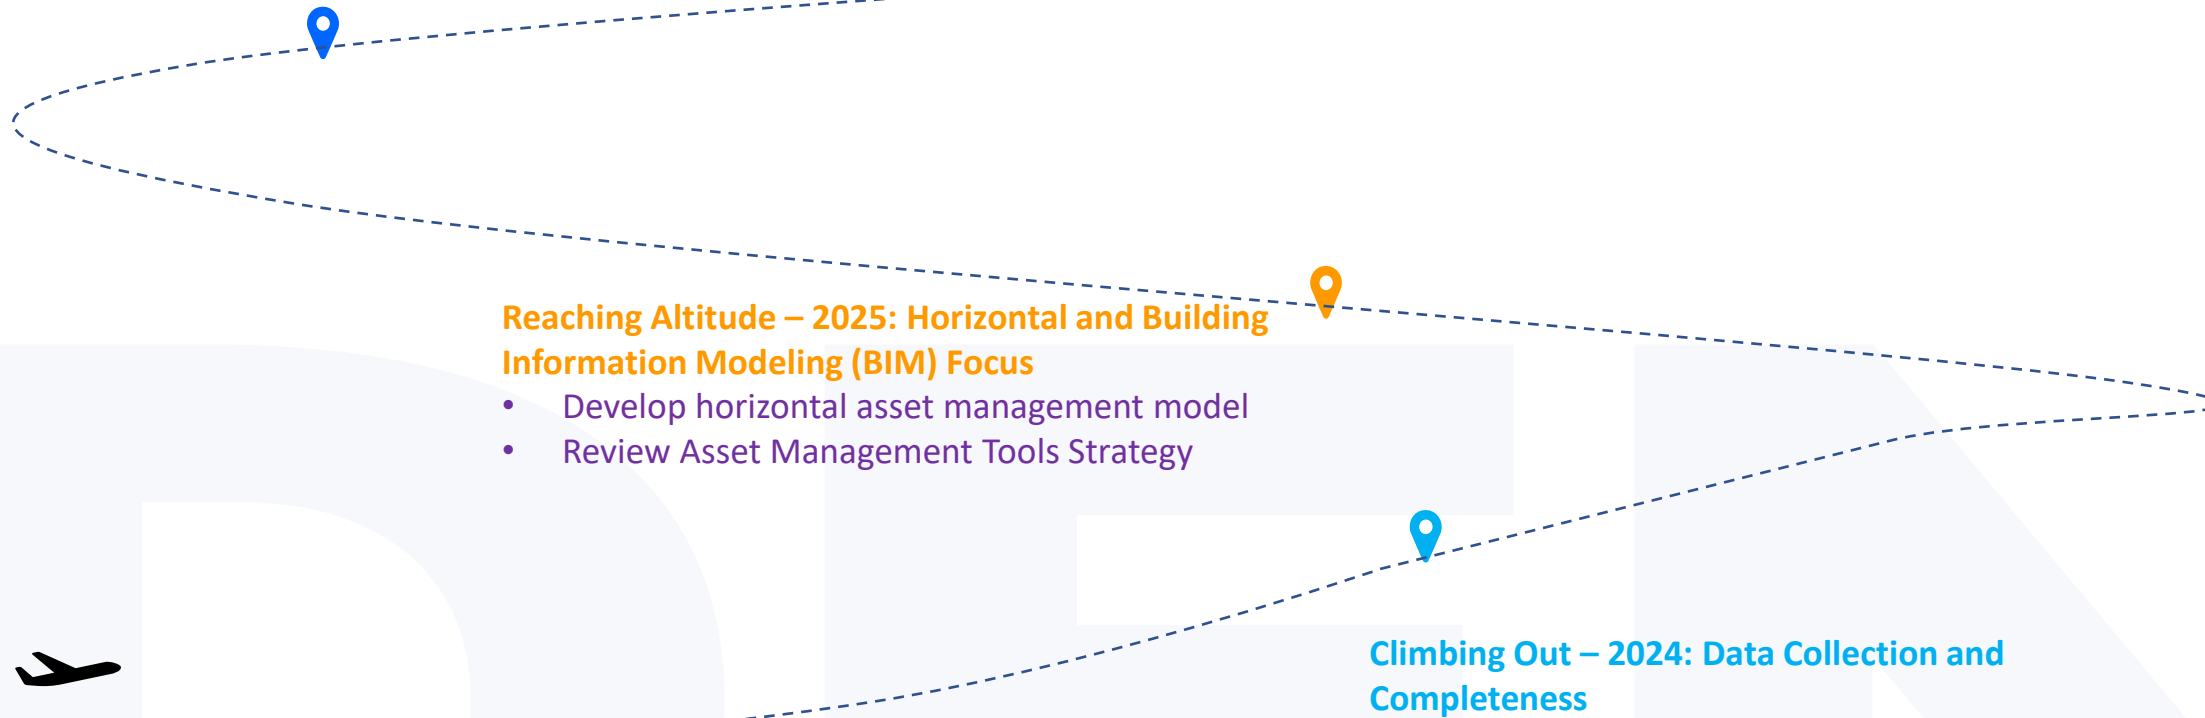 Reaching Altitude – 2025: Horizontal and Building
Information Modeling (BIM) Focus
• Develop horizontal asset management model
• Review Asset Management Tools Strategy
Climbing Out – 2024: Data Collection and
Completeness